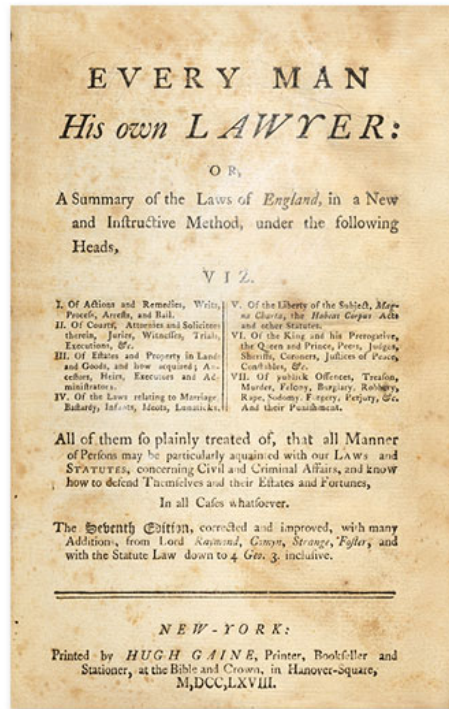 EVERY MAN
His own LAWYER:
OR,
A Summary of the Laws of England, in a New
and Inſtructive Method, under the following
Heads,
VIZ.
I. Of Actions and Remedies, Writs,
Proceſs, Arreſts, and Bail.
II. Of Courts, Attornies and Solicitors
therein, Juries, Witneſſes, Trials,
Executions, &c.
III. Of Eſtates and Property in Lands
and Goods, and how acquired; An-
ceſtors, Heirs, Executors and Ad-
miniſtrators.
IV. Of the Laws relating to Marriage,
Baſtardy, Infants, Ideots, Lunaticks.
V. Of the Liberty of the Subject, Mag-
na Charta, the Habeas Corpus Acts
and other Statutes.
VI. Of the King and his Prerogative,
the Queen and Prince, Peers, Judges,
Sheriffs, Coroners, Juſtices of Peace,
Conſtables, &c.
VII. Of publick Offences, Treaſon,
Murder, Felony, Burglary, Robbery,
Rape, Sodomy, Forgery, Perjury, &c.
And their Puniſhment.
All of them ſo plainly treated of, that all Manner
of Perſons may be particularly aquainted with our LAWS and
STATUTES, concerning Civil and Criminal Affairs, and know
how to defend Themſelves and their Eſtates and Fortunes,
In all Caſes whatſoever.
The Seventh Edition, corrected and improved, with many
Additions, from Lord Raymond, Comyn, Strange, Foſter, and
with the Statute Law down to 4 Geo. 3. incluſive.
NEW-YORK:
Printed by HUGH GAINE, Printer, Bookſeller and
Stationer, at the Bible and Crown, in Hanover-Square,
M,DCC,LXVIII.